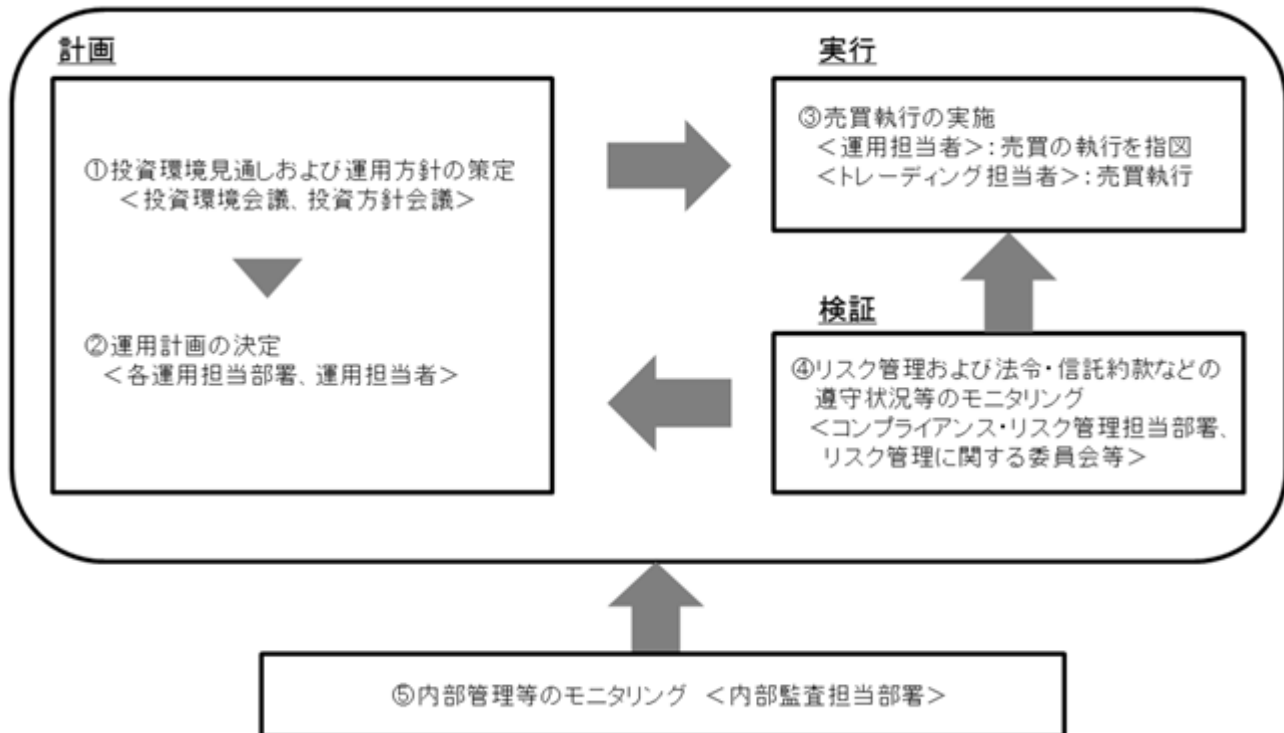 計画
①投資環境見通しおよび運用方針の策定
＜投資環境会議、投資方針会議＞
②運用計画の決定
＜各運用担当部署、運用担当者＞
実行
③売買執行の実施
＜運用担当者＞：売買の執行を指図
＜トレーディング担当者＞：売買執行
検証
④リスク管理および法令・信託約款などの
遵守状況等のモニタリング
＜コンプライアンス・リスク管理担当部署、
リスク管理に関する委員会等＞
⑤内部管理等のモニタリング ＜内部監査担当部署＞